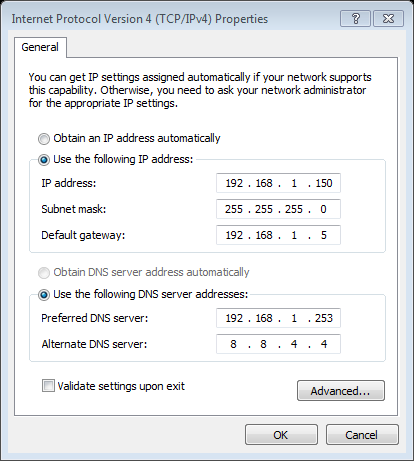 Internet Protocol Version 4 (TCP/IPv4) Properties
General
You can get IP settings assigned automatically if your network supports
this capability. Otherwise, you need to ask your network administrator
for the appropriate IP settings.
Obtain an IP address automatically
Use the following IP address:
IP address: 192 . 168 . 1 . 150
Subnet mask: 255 . 255 . 255 . 0
Default gateway: 192 . 168 . 1 . 5
Obtain DNS server address automatically
Use the following DNS server addresses:
Preferred DNS server: 192 . 168 . 1 . 253
Alternate DNS server: 8 . 8 . 4 . 4
Validate settings upon exit
Advanced...
OK Cancel